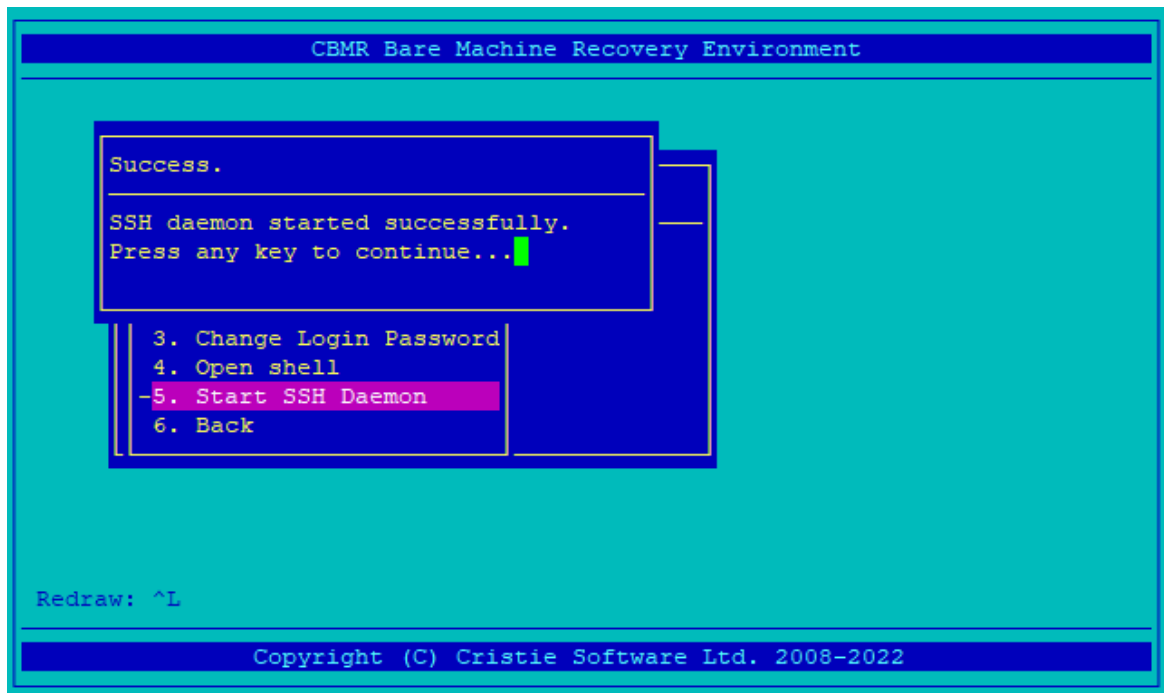 CBMR Bare Machine Recovery Environment
Success.
SSH daemon started successfully.
Press any key to continue...
3. Change Login Password
4. Open shell
5. Start SSH Daemon
6. Back
Redraw: ^L
Copyright (C) Cristie Software Ltd. 2008-2022